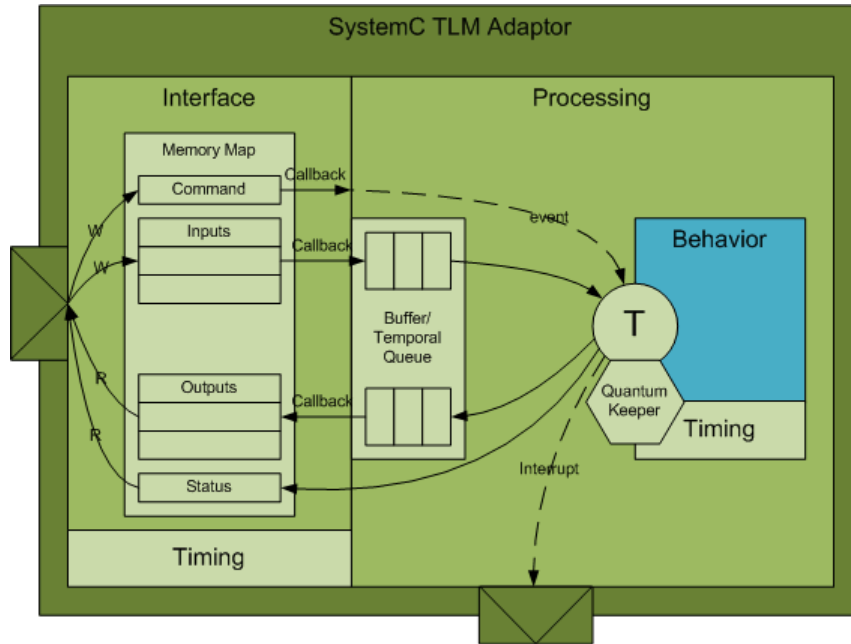 SystemC TLM Adaptor
Interface
Processing
Memory Map
Command
Callback
event
W
Inputs
W
Callback
Behavior
Buffer/
Temporal
Queue
T
R
Outputs
Callback
Quantum
Keeper
R
Timing
Status
Interrupt
Timing